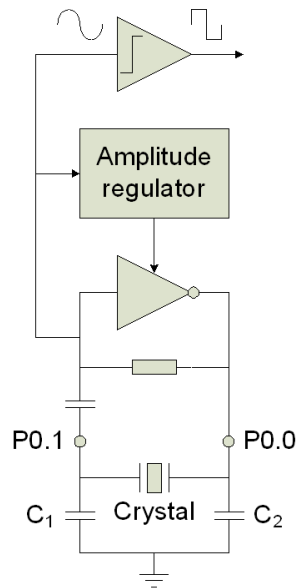 Amplitude
regulator
P0.1
P0.0
C1
Crystal
C2